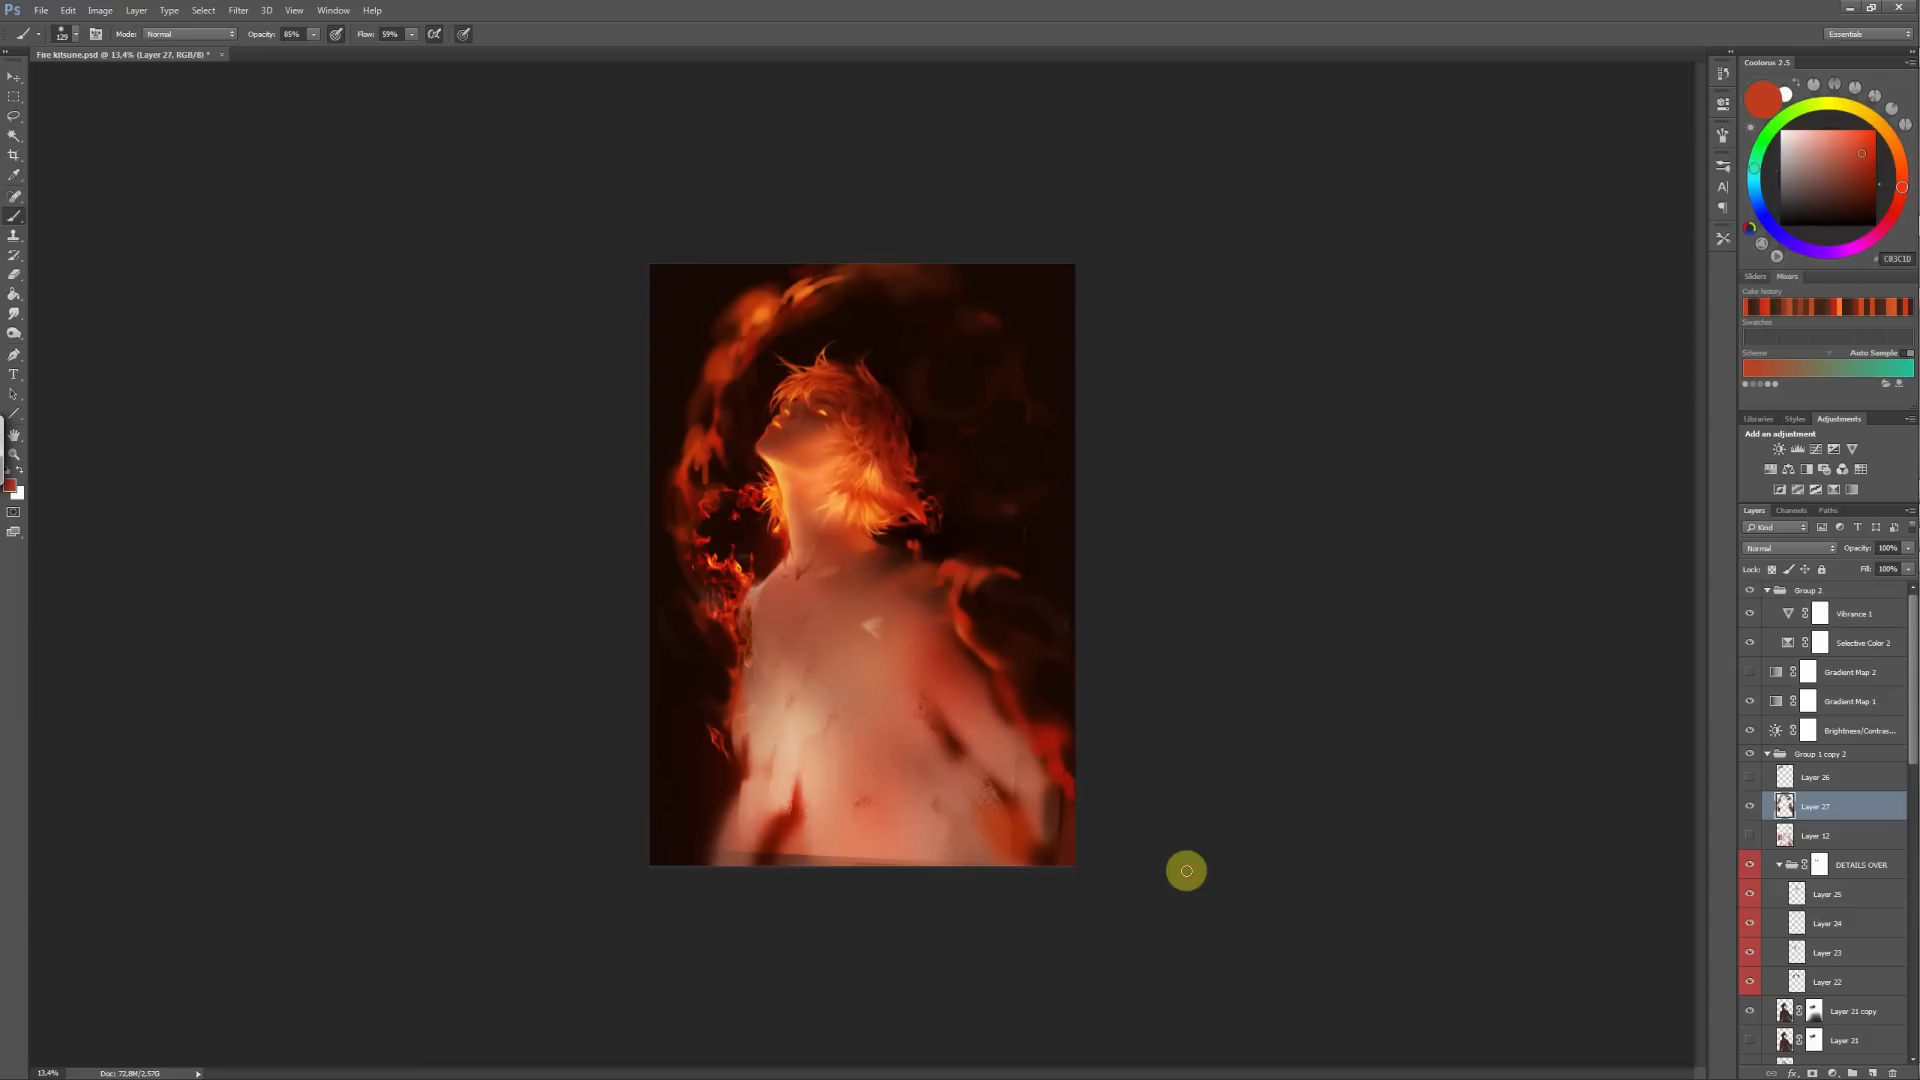 Ps File Edit Image Layer Type Select Filter 3D View Window Help
129 Mode: Normal Opacity: 85% Flow: 59% Essentials
Fire kitsune.psd @ 13,4% (Layer 27, RGB/8) * ×
Coolorus 2.5
C03C1D
Sliders Mixers
Color history
Swatches
Scheme Auto Sample
Libraries Styles Adjustments
Add an adjustment
Layers Channels Paths
Kind
Normal Opacity: 100%
Lock: Fill: 100%
Group 2
Vibrance 1
Selective Color 2
Gradient Map 2
Gradient Map 1
Brightness/Contras...
Group 1 copy 2
Layer 26
Layer 27
Layer 12
DETAILS OVER
Layer 25
Layer 24
Layer 23
Layer 22
Layer 21 copy
Layer 21
13.4% Doc: 72,8M/2,57G